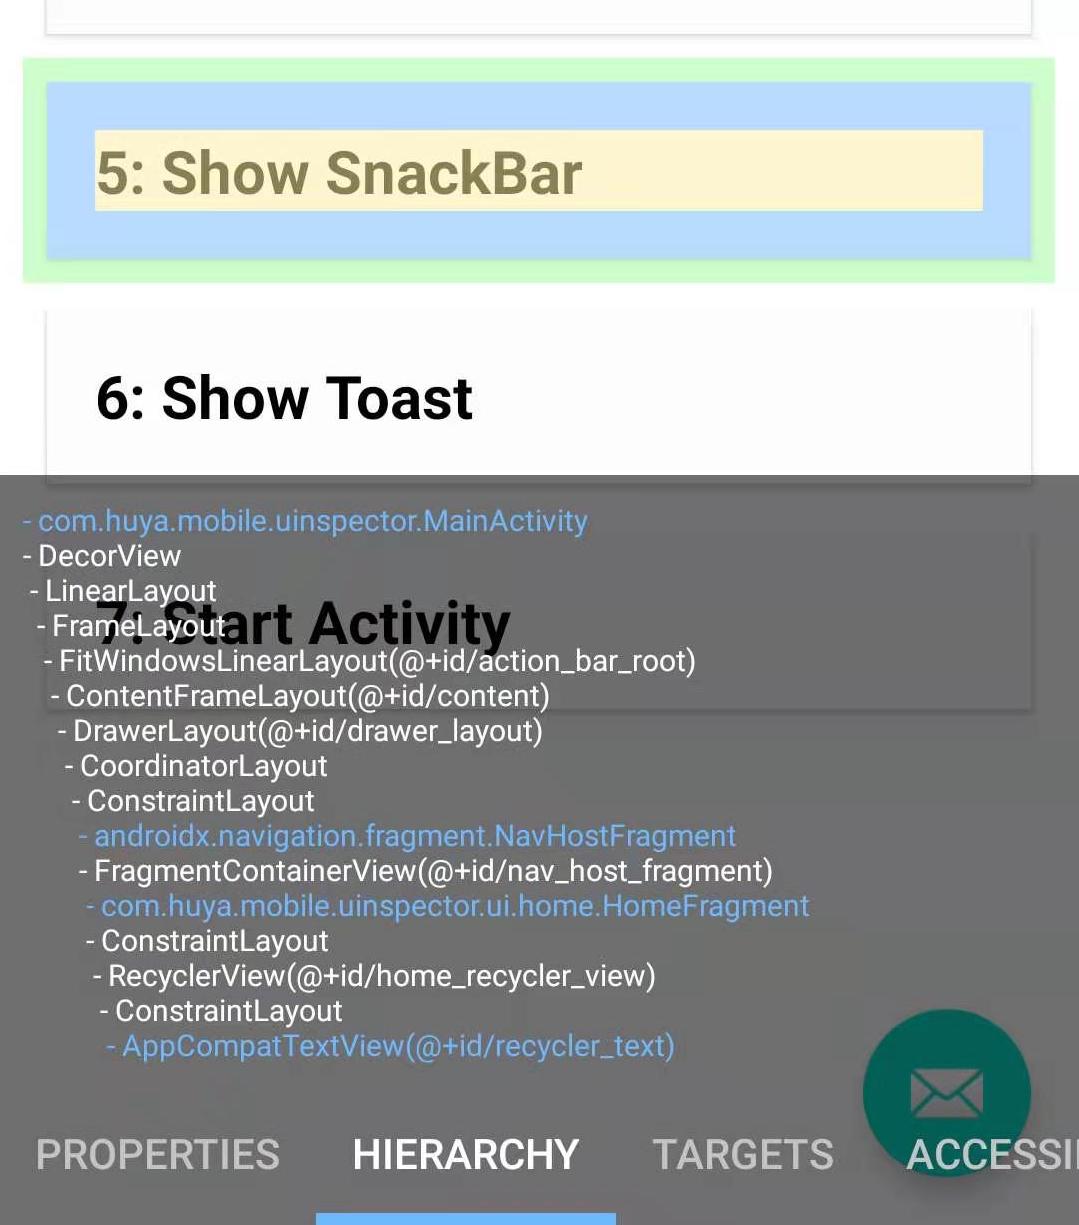 5: Show SnackBar
6: Show Toast
- com.huya.mobile.uinspector.MainActivity
- DecorView
- LinearLayout
7: Start Activity
- FrameLayout
- FitWindowsLinearLayout(@+id/action_bar_root)
- ContentFrameLayout(@+id/content)
- DrawerLayout(@+id/drawer_layout)
- CoordinatorLayout
- ConstraintLayout
- androidx.navigation.fragment.NavHostFragment
- FragmentContainerView(@+id/nav_host_fragment)
- com.huya.mobile.uinspector.ui.home.HomeFragment
- ConstraintLayout
- RecyclerView(@+id/home_recycler_view)
- ConstraintLayout
- AppCompatTextView(@+id/recycler_text)
PROPERTIES HIERARCHY TARGETS